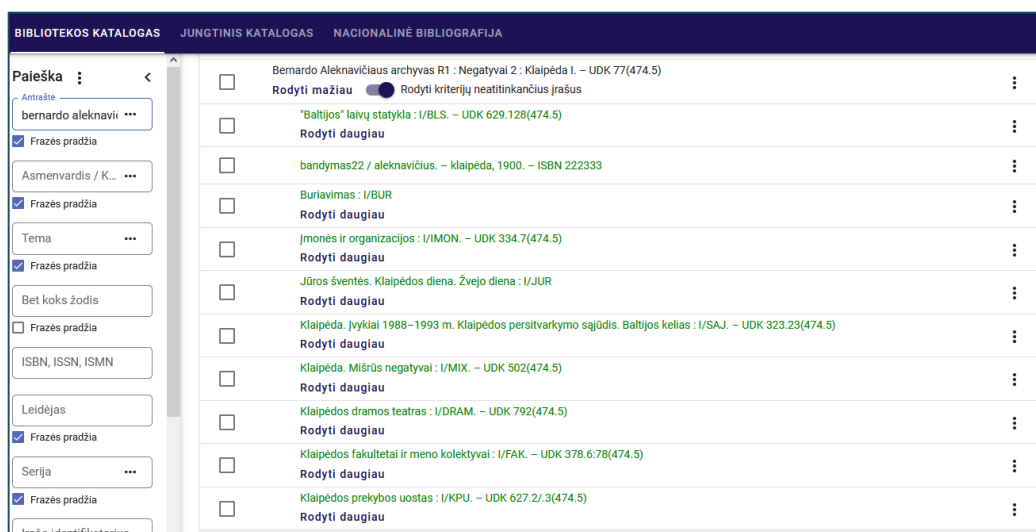 BIBLIOTEKOS KATALOGAS JUNGTINIS KATALOGAS NACIONALINĖ BIBLIOGRAFIJA
Paieška
Antraštė
bernardo aleknavič
Frazės pradžia
Asmenvardis / K...
Frazės pradžia
Tema
Frazės pradžia
Bet koks žodis
Frazės pradžia
ISBN, ISSN, ISMN
Leidėjas
Frazės pradžia
Serija
Frazės pradžia
Bernardo Aleknavičiaus archyvas R1 : Negatyvai 2 : Klaipėda I. – UDK 77(474.5)
Rodyti mažiau Rodyti kriterijų neatitinkančius įrašus
"Baltijos" laivų statykla : I/BLS. – UDK 629.128(474.5)
Rodyti daugiau
bandymas22 / aleknavičius. – klaipėda, 1900. – ISBN 222333
Buriavimas : I/BUR
Rodyti daugiau
Įmonės ir organizacijos : I/IMON. – UDK 334.7(474.5)
Rodyti daugiau
Jūros šventės. Klaipėdos diena. Žvejo diena : I/JUR
Rodyti daugiau
Klaipėda. Įvykiai 1988–1993 m. Klaipėdos persitvarkymo sąjūdis. Baltijos kelias : I/SAJ. – UDK 323.23(474.5)
Rodyti daugiau
Klaipėda. Mišrūs negatyvai : I/MIX. – UDK 502(474.5)
Rodyti daugiau
Klaipėdos dramos teatras : I/DRAM. – UDK 792(474.5)
Rodyti daugiau
Klaipėdos fakultetai ir meno kolektyvai : I/FAK. – UDK 378.6:78(474.5)
Rodyti daugiau
Klaipėdos prekybos uostas : I/KPU. – UDK 627.2/.3(474.5)
Rodyti daugiau